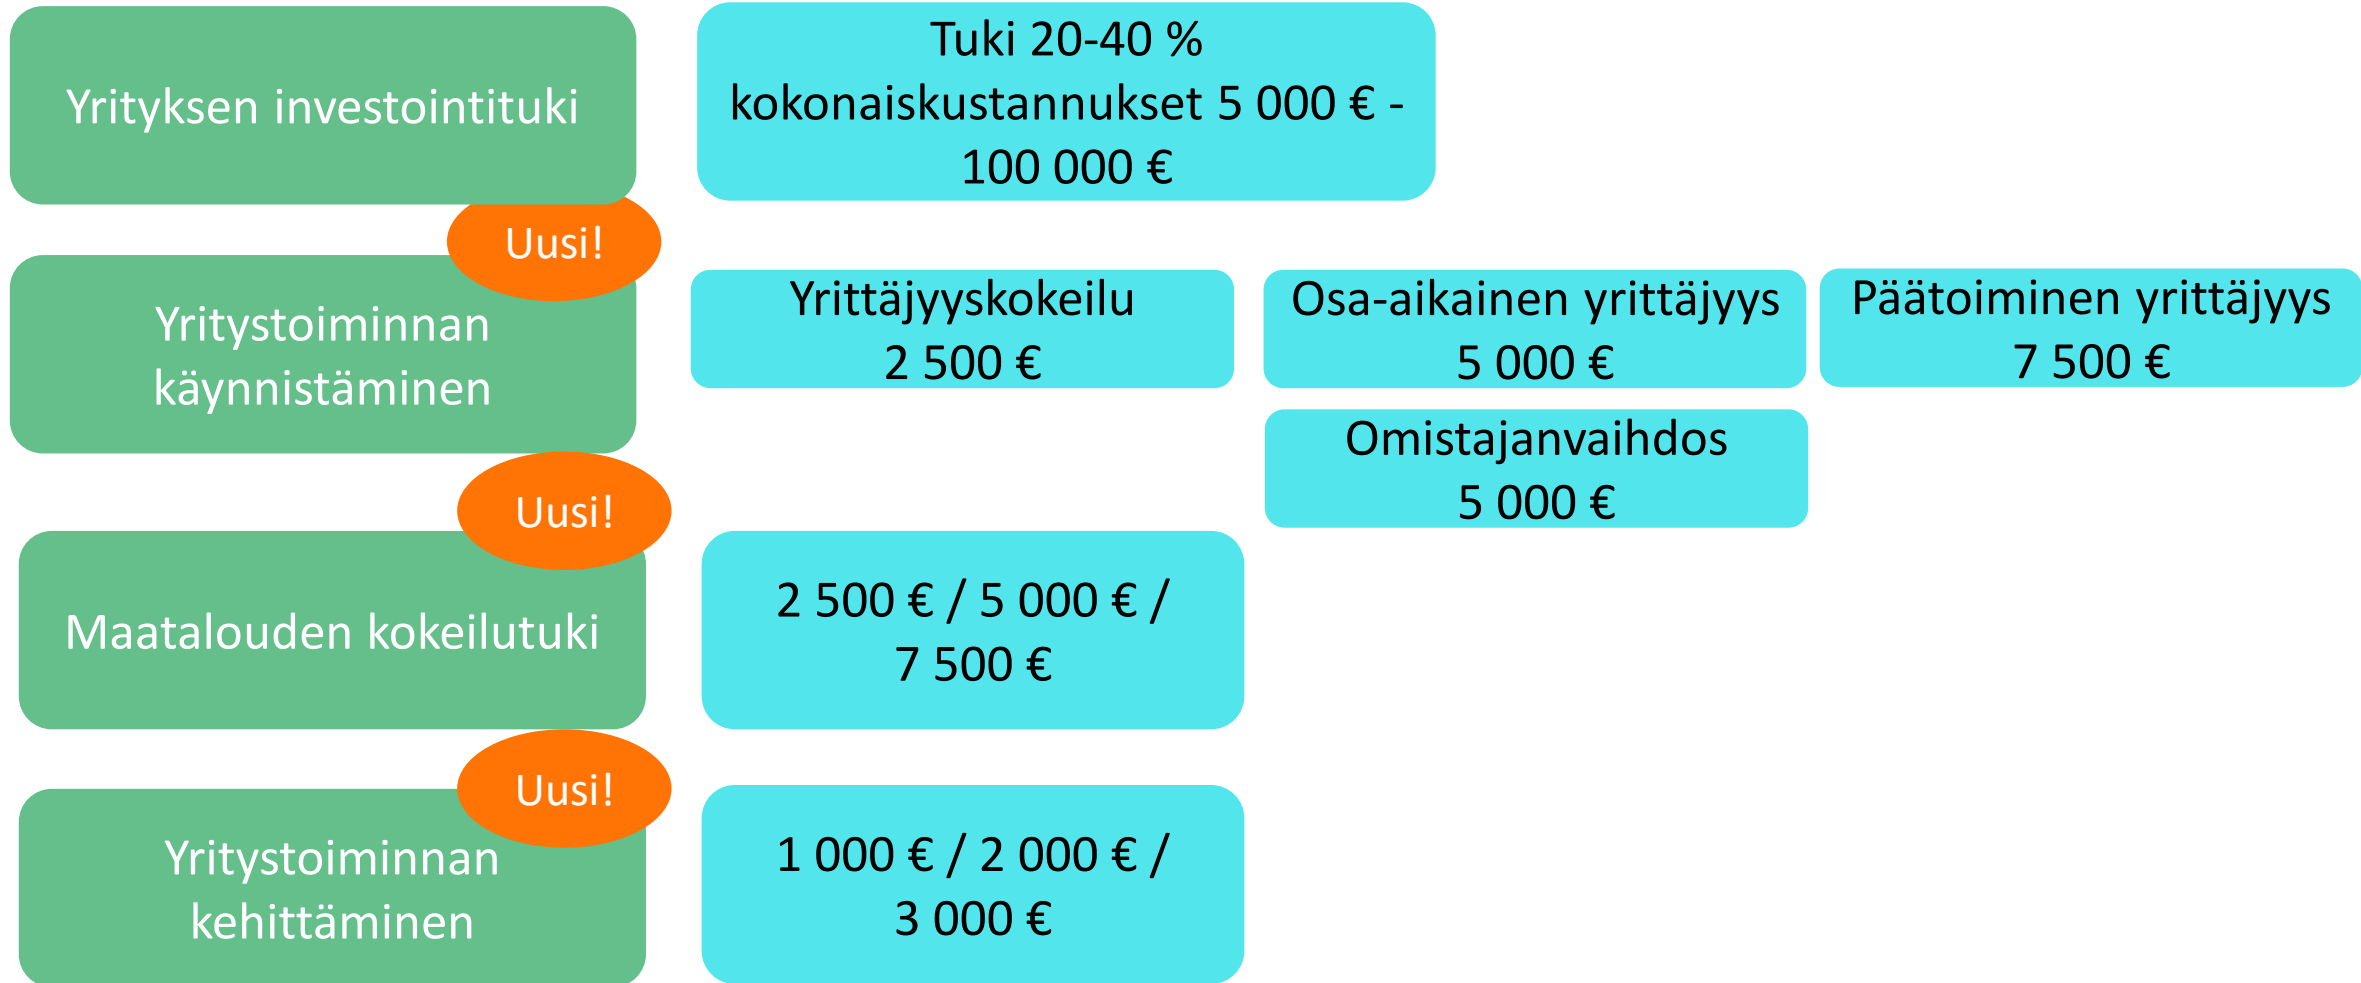 Yrityksen investointituki
Tuki 20-40 %
kokonaiskustannukset 5 000 € -
100 000 €
Uusi!
Yritystoiminnan
käynnistäminen
Yrittäjyyskokeilu
2 500 €
Osa-aikainen yrittäjyys
5 000 €
Päätoiminen yrittäjyys
7 500 €
Omistajanvaihdos
5 000 €
Uusi!
Maatalouden kokeilutuki
2 500 € / 5 000 € /
7 500 €
Uusi!
Yritystoiminnan
kehittäminen
1 000 € / 2 000 € /
3 000 €